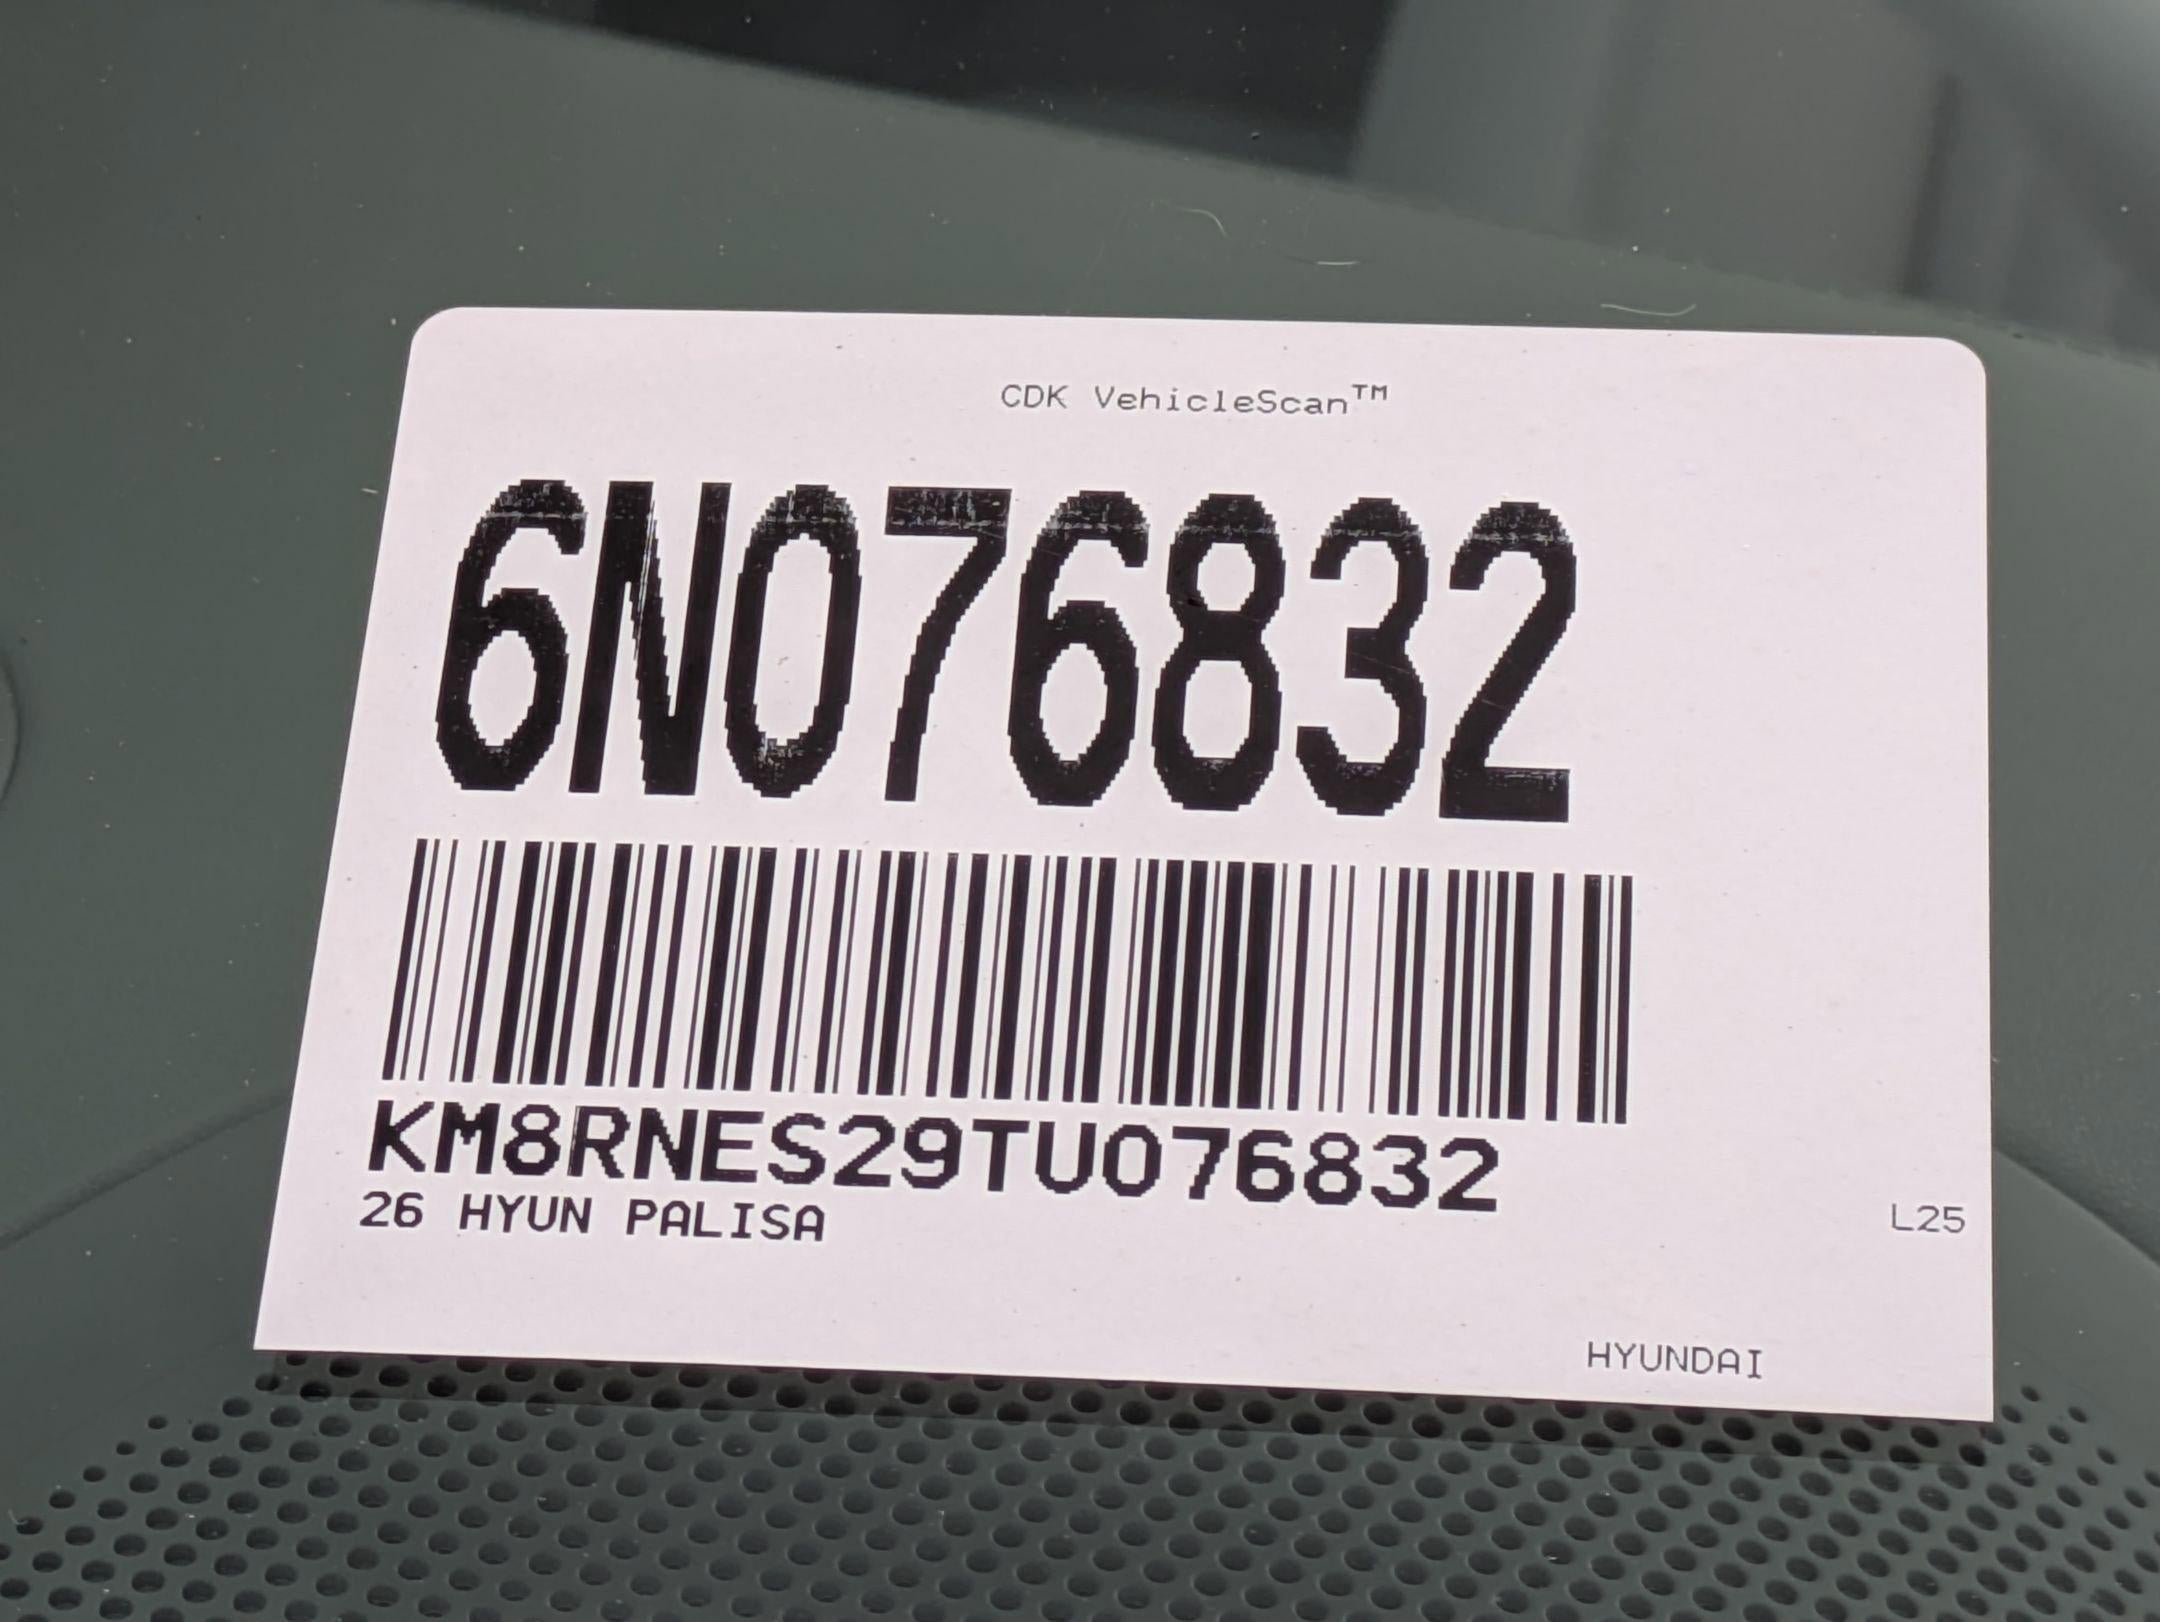 CDK VehicleScan™
6N076832
KM8RNES29TU076832
26 HYUN PALISA
L25
HYUNDAI